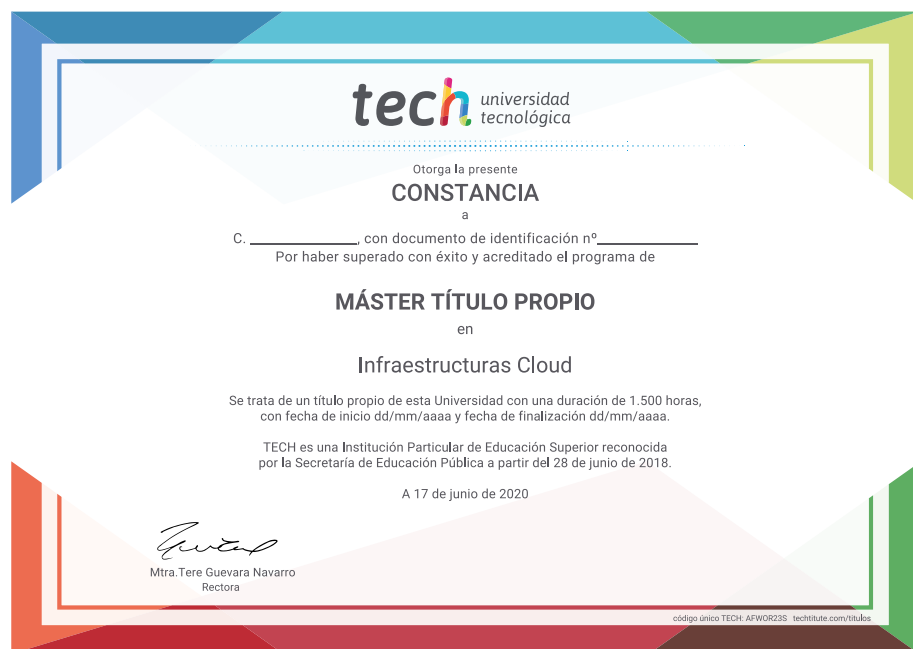 tech universidad
tecnológica
Otorga la presente
CONSTANCIA
a
C. ______________, con documento de identificación nº______________
Por haber superado con éxito y acreditado el programa de
MÁSTER TÍTULO PROPIO
en
Infraestructuras Cloud
Se trata de un título propio de esta Universidad con una duración de 1.500 horas,
con fecha de inicio dd/mm/aaaa y fecha de finalización dd/mm/aaaa.
TECH es una Institución Particular de Educación Superior reconocida
por la Secretaría de Educación Pública a partir del 28 de junio de 2018.
A 17 de junio de 2020
Mtra.Tere Guevara Navarro
Rectora
código único TECH: AFWOR23S techtitute.com/titulos